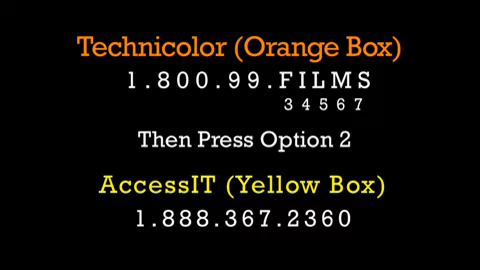 Technicolor (Orange Box)
1.800.99.FILMS
34567
Then Press Option 2
AccessIT (Yellow Box)
1.888.367.2360